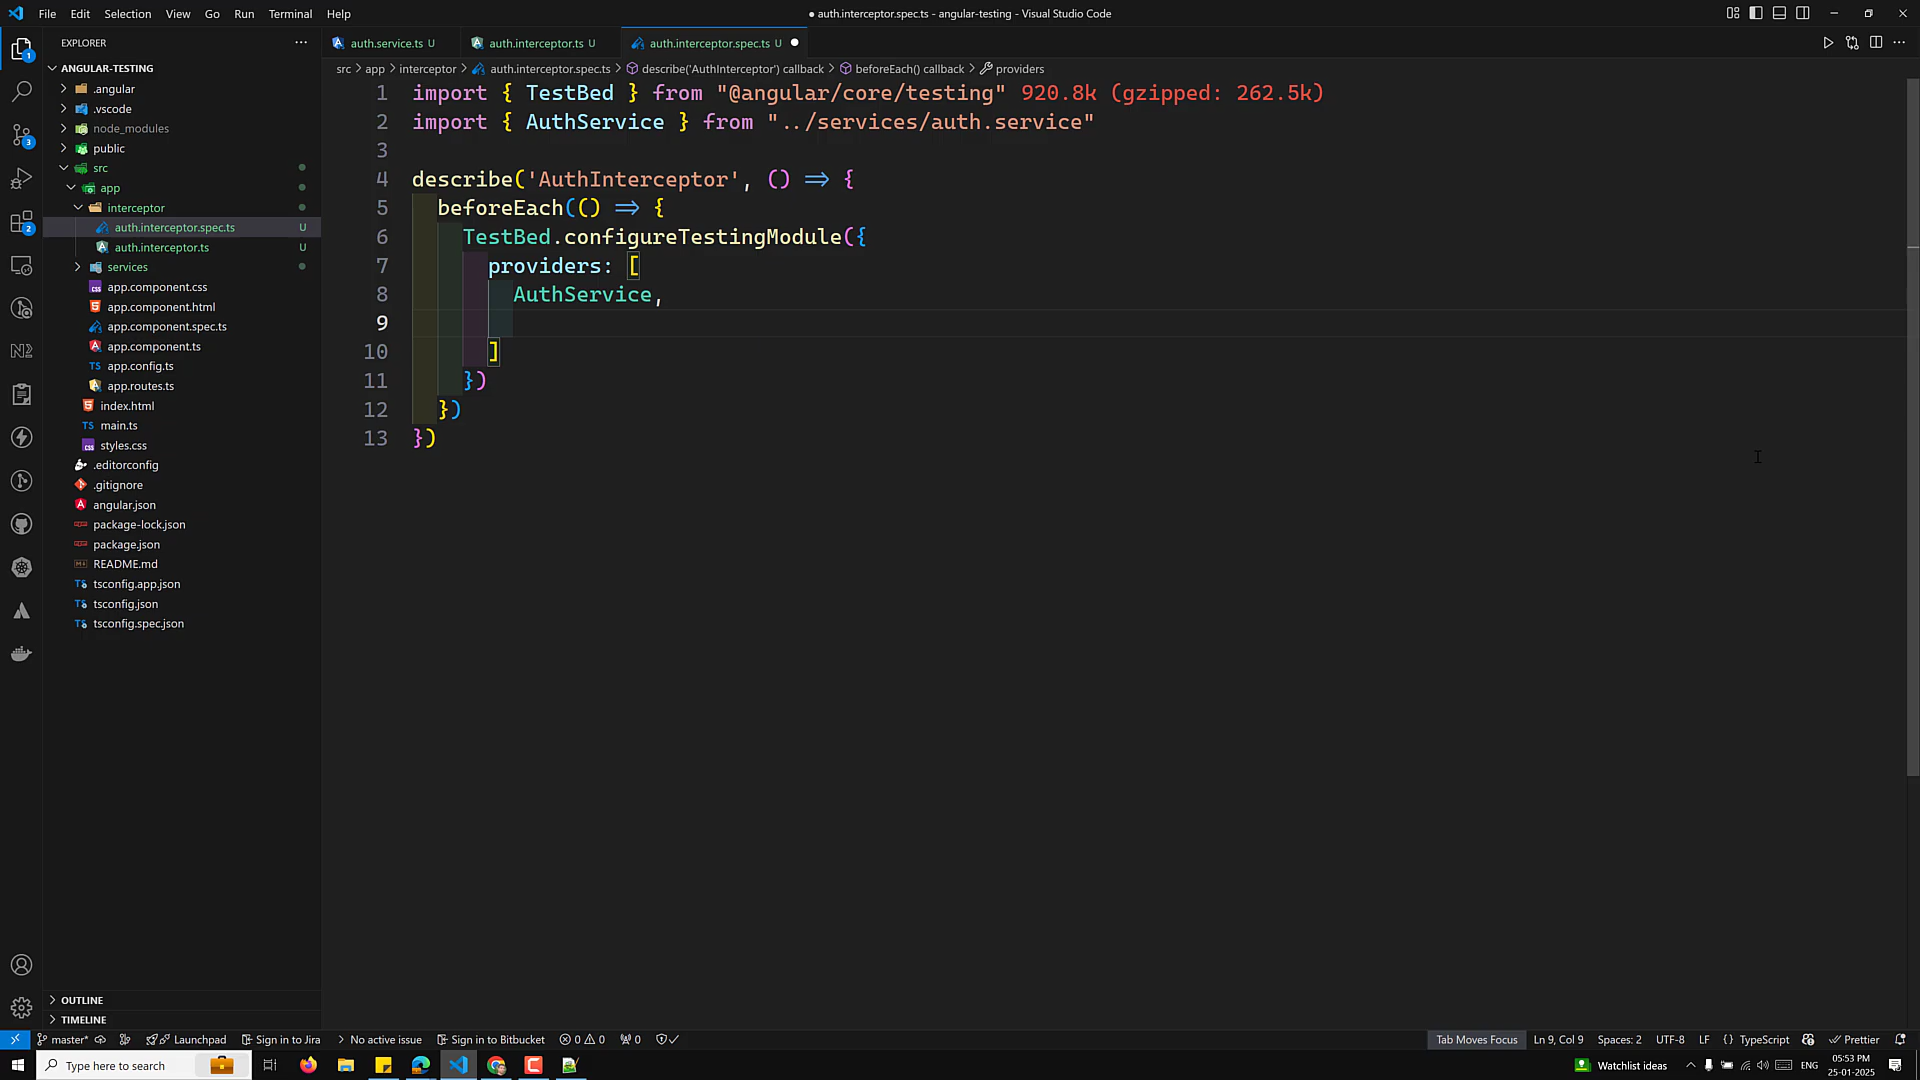 File Edit Selection View Go Run Terminal Help
● auth.interceptor.spec.ts - angular-testing - Visual Studio Code
EXPLORER
auth.service.ts U
auth.interceptor.ts U
auth.interceptor.spec.ts U
src > app > interceptor > auth.interceptor.spec.ts > describe('AuthInterceptor') callback > beforeEach() callback > providers
ANGULAR-TESTING
.angular
.vscode
node_modules
public
src
app
interceptor
auth.interceptor.spec.ts U
auth.interceptor.ts U
services
app.component.css
app.component.html
app.component.spec.ts
app.component.ts
TS app.config.ts
app.routes.ts
index.html
TS main.ts
styles.css
.editorconfig
.gitignore
angular.json
package-lock.json
package.json
README.md
tsconfig.app.json
tsconfig.json
tsconfig.spec.json
OUTLINE
TIMELINE
1 import { TestBed } from "@angular/core/testing" 920.8k (gzipped: 262.5k)
2 import { AuthService } from "../services/auth.service"
3
4 describe('AuthInterceptor', () => {
5 beforeEach(() => {
6 TestBed.configureTestingModule({
7 providers: [
8 AuthService,
9
10 ]
11 })
12 })
13 })
master* Launchpad Sign in to Jira > No active issue Sign in to Bitbucket 0 0 0
Tab Moves Focus Ln 9, Col 9 Spaces: 2 UTF-8 LF {} TypeScript Prettier
Type here to search
Watchlist ideas
ENG
05:53 PM
25-01-2025